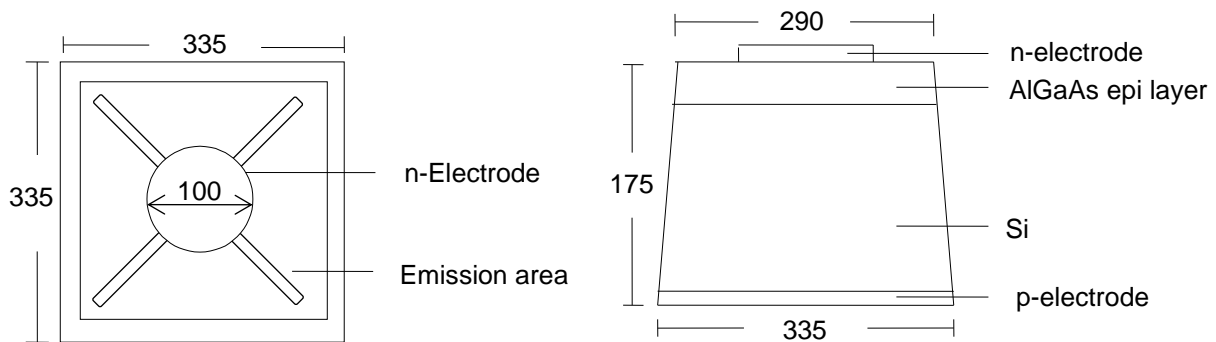 335
335
100
n-Electrode
Emission area
290
175
335
n-electrode
AlGaAs epi layer
Si
p-electrode